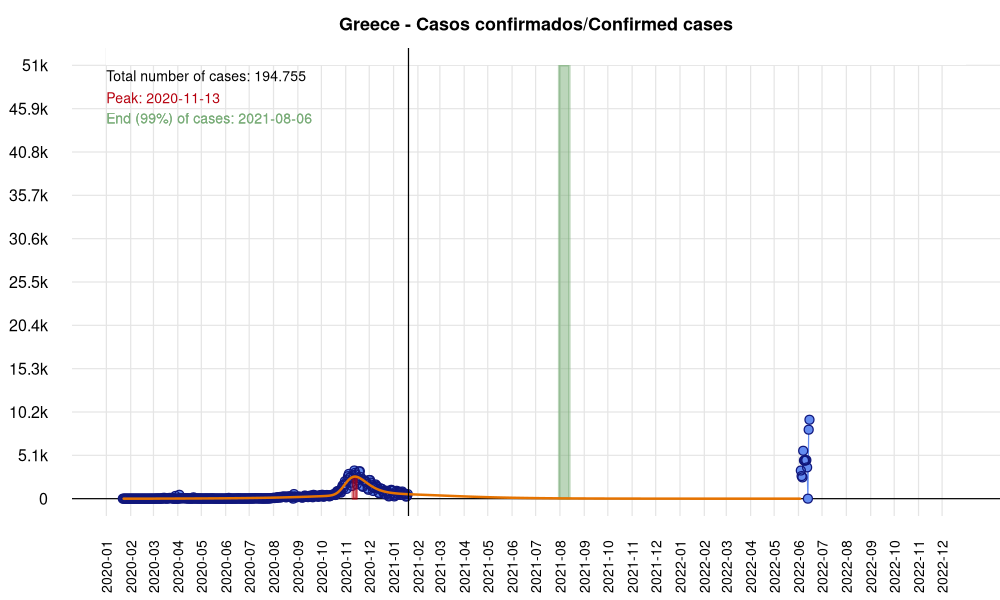 Greece - Casos confirmados/Confirmed cases
51k
Total number of cases: 194.755
Peak: 2020-11-13
End (99%) of cases: 2021-08-06
45.9k
40.8k
35.7k
30.6k
25.5k
20.4k
15.3k
10.2k
5.1k
0
2020-01
2020-02
2020-03
2020-04
2020-05
2020-06
2020-07
2020-08
2020-09
2020-10
2020-11
2020-12
2021-01
2021-02
2021-03
2021-04
2021-05
2021-06
2021-07
2021-08
2021-09
2021-10
2021-11
2021-12
2022-01
2022-02
2022-03
2022-04
2022-05
2022-06
2022-07
2022-08
2022-09
2022-10
2022-11
2022-12